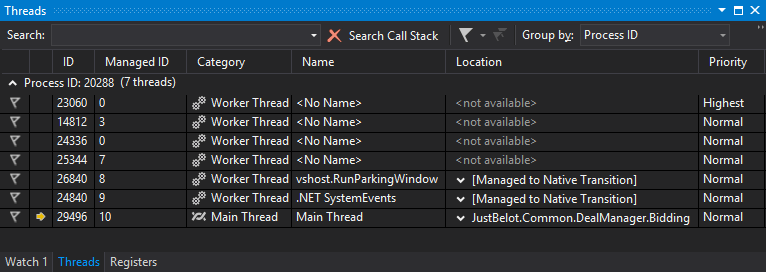 Threads
Search: Search Call Stack Group by: Process ID
ID Managed ID Category Name Location Priority
Process ID: 20288 (7 threads)
23060 0 Worker Thread <No Name> <not available> Highest
14812 3 Worker Thread <No Name> <not available> Normal
24336 0 Worker Thread <No Name> <not available> Normal
25344 7 Worker Thread <No Name> <not available> Normal
26840 8 Worker Thread vshost.RunParkingWindow [Managed to Native Transition] Normal
24840 9 Worker Thread .NET SystemEvents [Managed to Native Transition] Normal
29496 10 Main Thread Main Thread JustBelot.Common.DealManager.Bidding Normal
Watch 1 Threads Registers